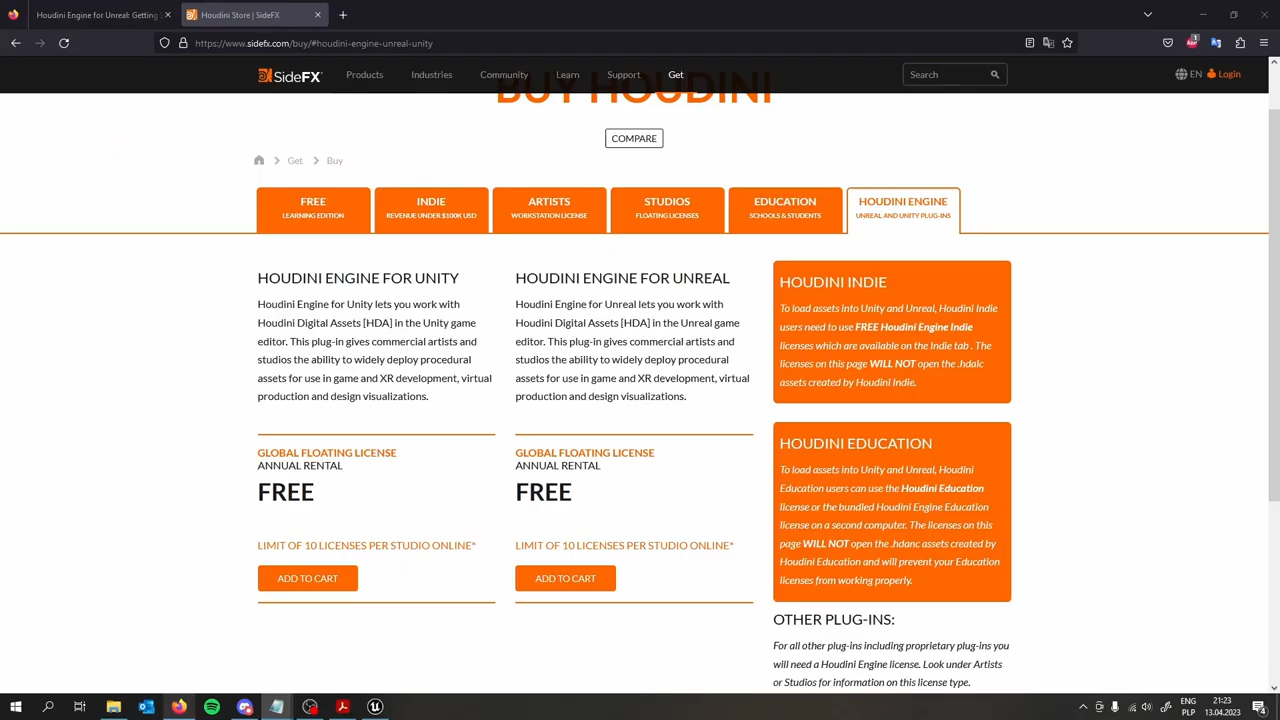 Houdini Engine for Unreal: Getting
Houdini Store | SideFX
https://www.sidefx.com/buy/#houdini-engine-unreal-unity
SideFX
Products
Industries
Community
Learn
Support
Get
Search
EN
Login
BUY HOUDINI
COMPARE
Get
Buy
FREE
LEARNING EDITION
INDIE
REVENUE UNDER $100K USD
ARTISTS
WORKSTATION LICENSE
STUDIOS
FLOATING LICENSES
EDUCATION
SCHOOLS & STUDENTS
HOUDINI ENGINE
UNREAL AND UNITY PLUG-INS
HOUDINI ENGINE FOR UNITY
Houdini Engine for Unity lets you work with
Houdini Digital Assets [HDA] in the Unity game
editor. This plug-in gives commercial artists and
studios the ability to widely deploy procedural
assets for use in game and XR development, virtual
production and design visualizations.
GLOBAL FLOATING LICENSE
ANNUAL RENTAL
FREE
LIMIT OF 10 LICENSES PER STUDIO ONLINE*
ADD TO CART
HOUDINI ENGINE FOR UNREAL
Houdini Engine for Unreal lets you work with
Houdini Digital Assets [HDA] in the Unreal game
editor. This plug-in gives commercial artists and
studios the ability to widely deploy procedural
assets for use in game and XR development, virtual
production and design visualizations.
GLOBAL FLOATING LICENSE
ANNUAL RENTAL
FREE
LIMIT OF 10 LICENSES PER STUDIO ONLINE*
ADD TO CART
HOUDINI INDIE
To load assets into Unity and Unreal, Houdini Indie
users need to use FREE Houdini Engine Indie
licenses which are available on the Indie tab . The
licenses on this page WILL NOT open the .hdalc
assets created by Houdini Indie.
HOUDINI EDUCATION
To load assets into Unity and Unreal, Houdini
Education users can use the Houdini Education
license or the bundled Houdini Engine Education
license on a second computer. The licenses on this
page WILL NOT open the .hdanc assets created by
Houdini Education and will prevent your Education
licenses from working properly.
OTHER PLUG-INS:
For all other plug-ins including proprietary plug-ins you
will need a Houdini Engine license. Look under Artists
or Studios for information on this license type.
ENG
PLP
21:23
13.04.2023